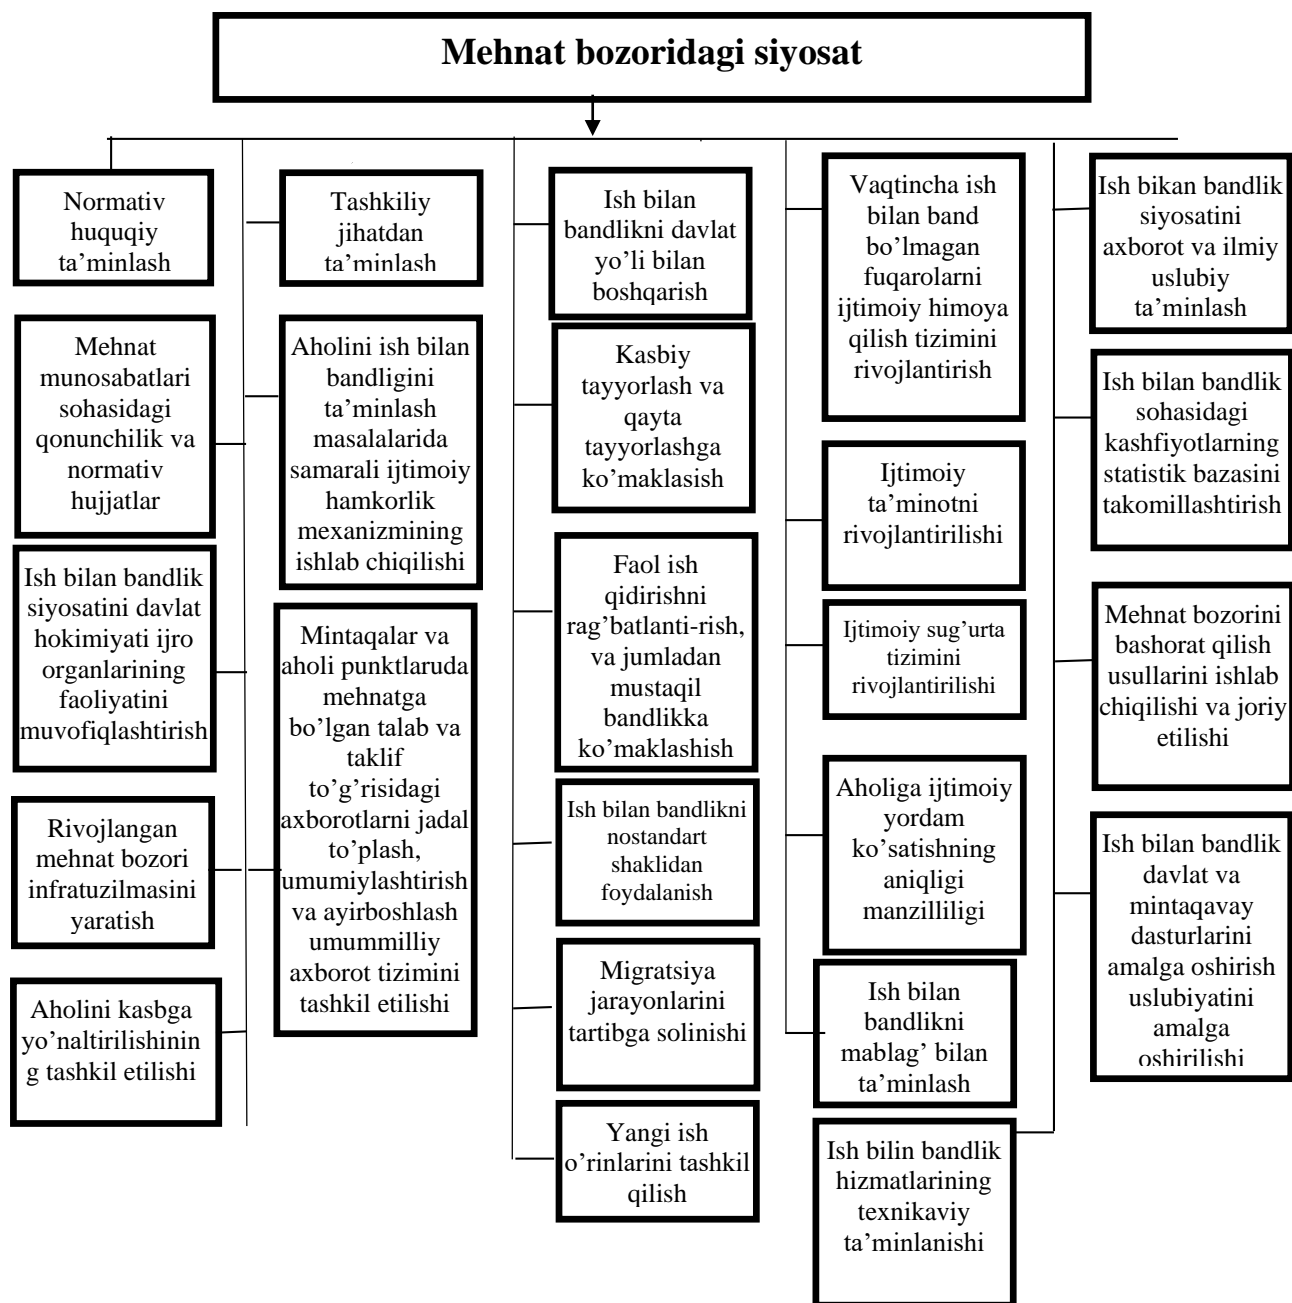 Mehnat bozoridagi siyosat
Normativ
huquqiy
ta'minlash
Mehnat
munosabatlari
sohasidagi
qonunchilik va
normativ
hujjatlar
Ish bilan bandlik
siyosatini davlat
hokimiyati ijro
organlarining
faoliyatini
muvofiqlashtirish
Rivojlangan
mehnat bozori
infratuzilmasini
yaratish
Aholini kasbga
yo’naltirilishinin
g tashkil etilishi
Tashkiliy
jihatdan
ta’minlash
Aholini ish bilan
bandligini
ta’minlash
masalalarida
samarali ijtimoiy
hamkorlik
mexanizmining
ishlab chiqilishi
Mintaqalar va
aholi punktlaruda
mehnatga
bo’lgan talab va
taklif
to’g’risidagi
axborotlarni jadal
to’plash,
umumiylashtirish
va ayirboshlash
umummilliy
axborot tizimini
tashkil etilishi
Ish bilan
bandlikni davlat
yo’li bilan
boshqarish
Kasbiy
tayyorlash va
qayta
tayyorlashga
ko’maklasish
Faol ish
qidirishni
rag’batlanti-rish,
va jumladan
mustaqil
bandlikka
ko’maklashish
Ish bilan bandlikni
nostandart
shaklidan
foydalanish
Migratsiya
jarayonlarini
tartibga solinishi
Yangi ish
o’rinlarini tashkil
qilish
Vaqtincha ish
bilan band
bo’lmagan
fuqarolarni
ijtimoiy himoya
qilish tizimini
rivojlantirish
Ijtimoiy
ta’minotni
rivojlantirilishi
Ijtimoiy sug’urta
tizimini
rivojlantirilishi
Aholiga ijtimoiy
yordam
ko’satishning
aniqligi
manzilliligi
Ish bilan
bandlikni
mablag’ bilan
ta’minlash
Ish bilin bandlik
hizmatlarining
texnikaviy
ta’minlanishi
Ish bikan bandlik
siyosatini
axborot va ilmiy
uslubiy
ta’minlash
Ish bilan bandlik
sohasidagi
kashfiyotlarning
statistik bazasini
takomillashtirish
Mehnat bozorini
bashorat qilish
usullarini ishlab
chiqilishi va joriy
etilishi
Ish bilan bandlik
davlat va
mintaqavay
dasturlarini
amalga oshirish
uslubiyatini
amalga
oshirilishi